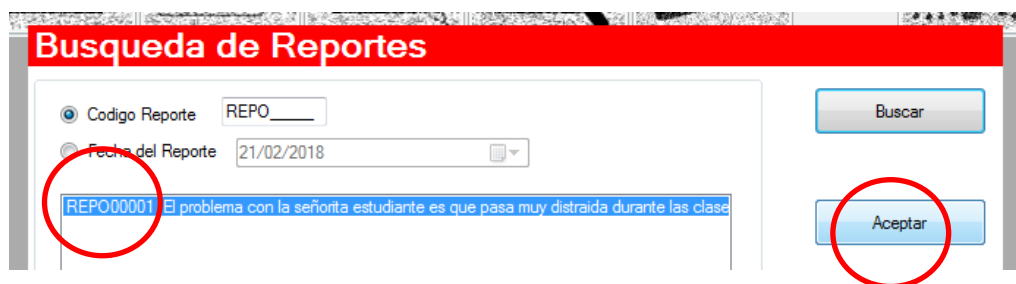 Busqueda de Reportes
Codigo Reporte REPO_____ Buscar
Fecha del Reporte 21/02/2018
REPO00001 El problema con la señorita estudiante es que pasa muy distraida durante las clase
Aceptar